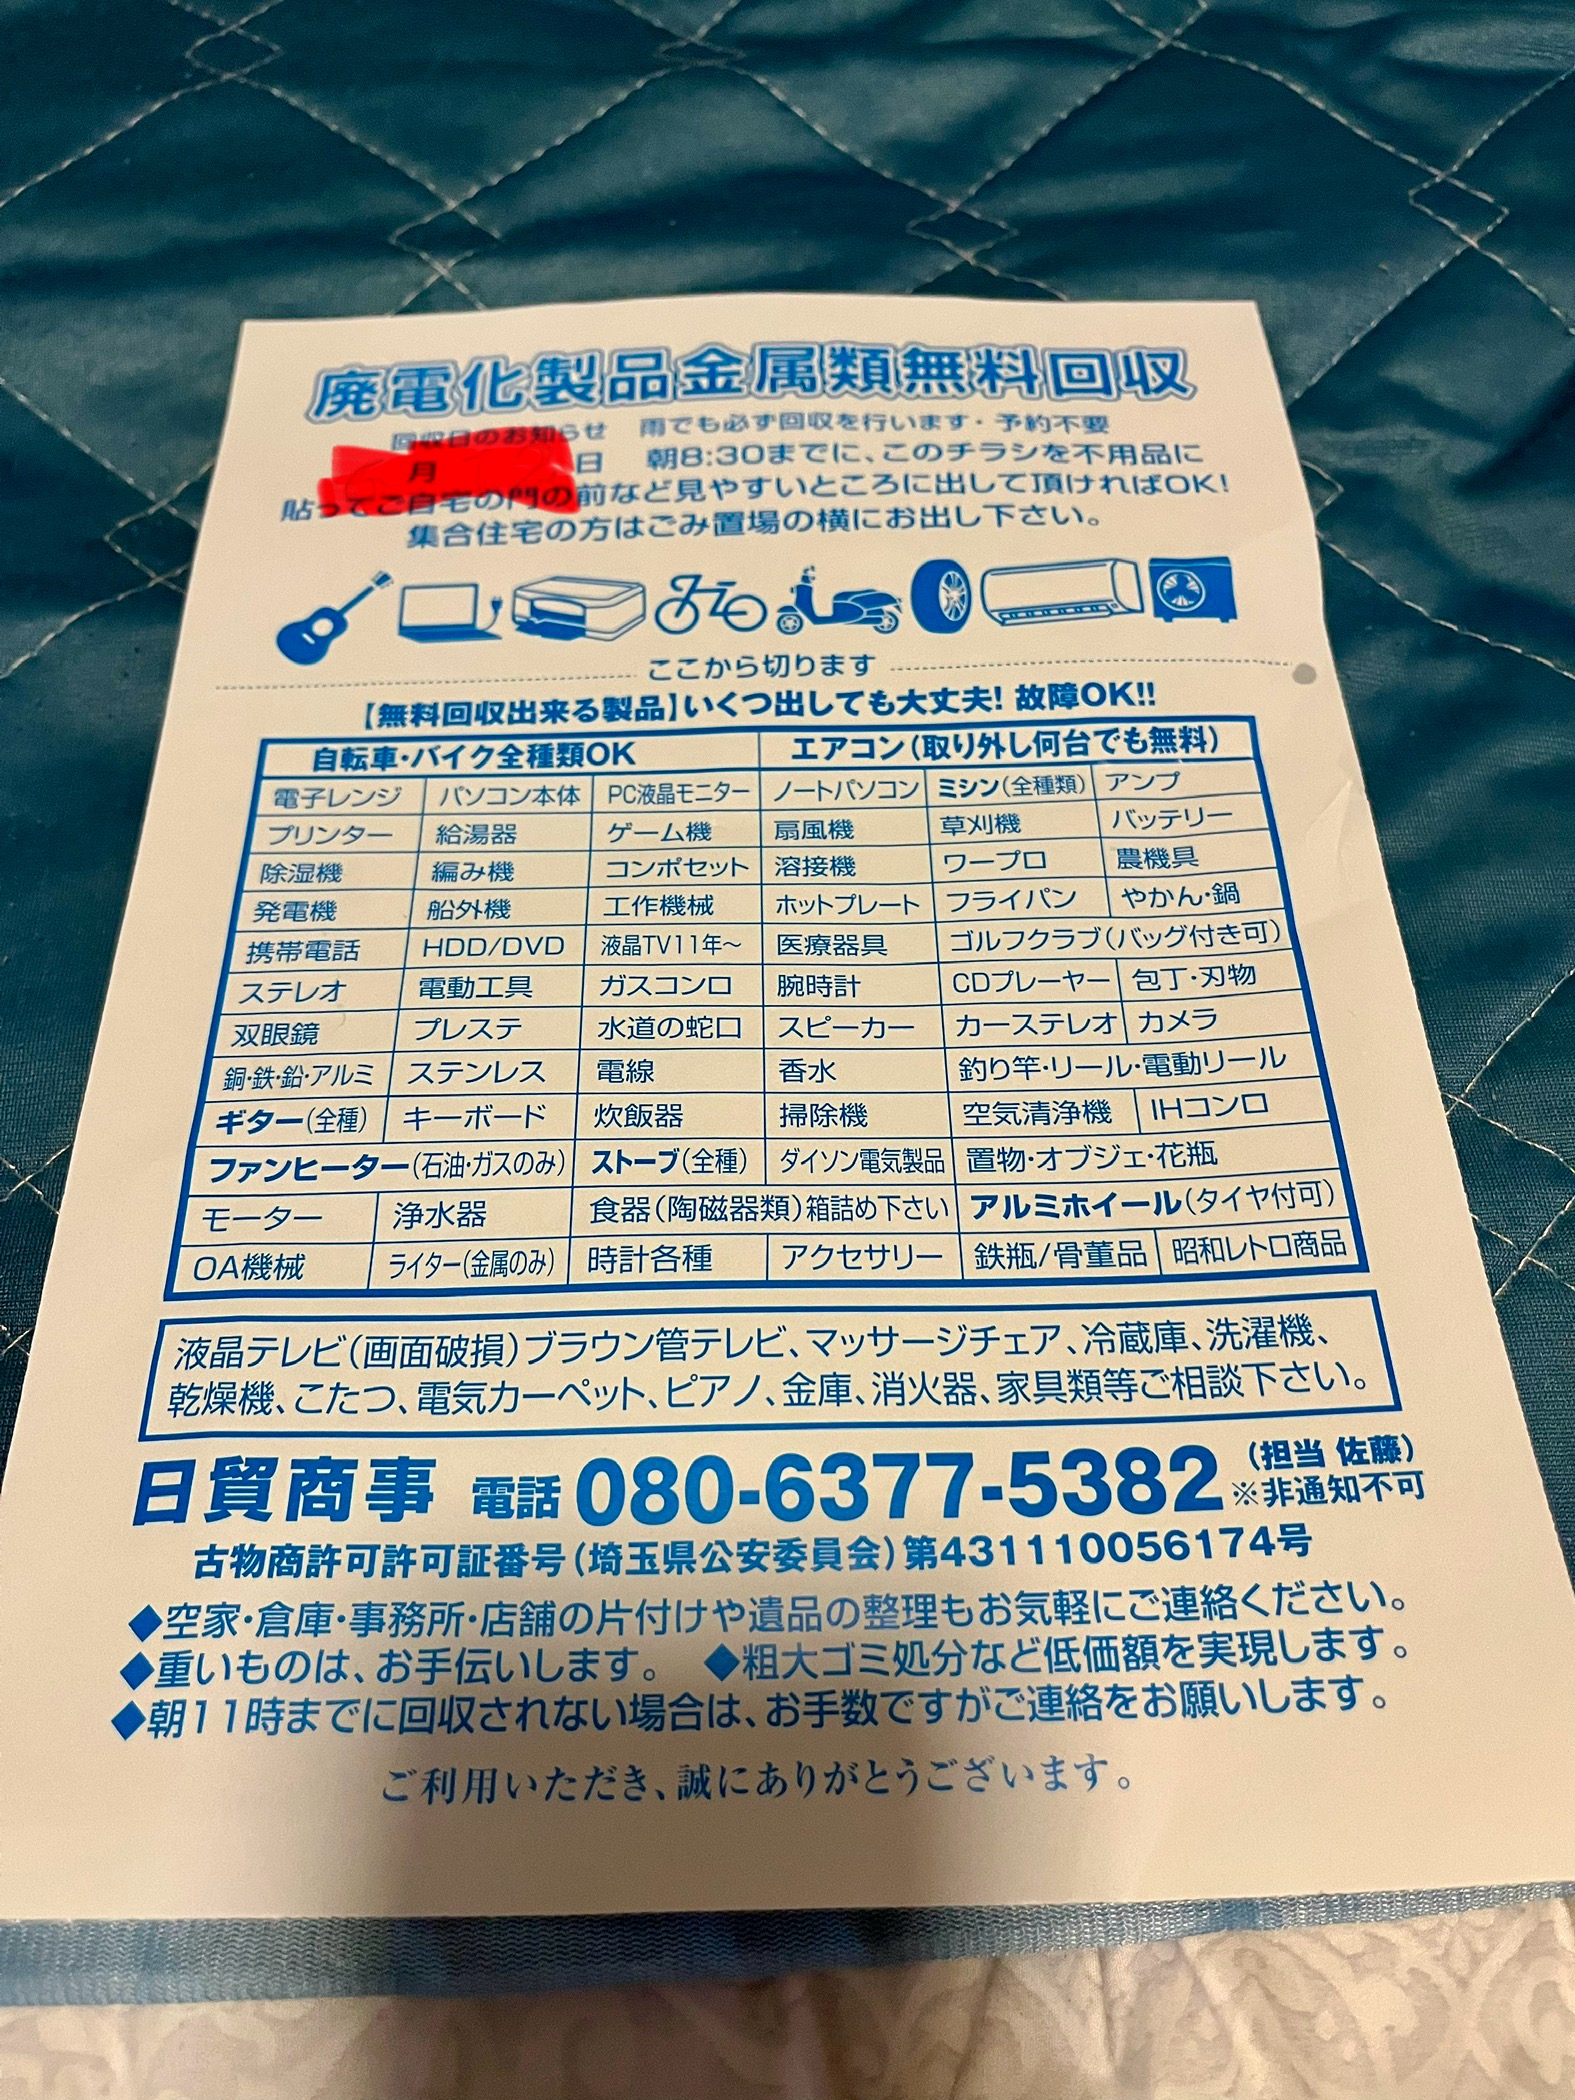 廃電化製品金属類無料回収
回収日のお知らせ 雨でも必ず回収を行います・予約不要
月 日 朝8:30までに、このチラシを不用品に
貼ってご自宅の門の前など見やすいところに出して頂ければOK!
集合住宅の方はごみ置場の横にお出し下さい。
ここから切ります
【無料回収出来る製品】いくつ出しても大丈夫! 故障OK!!
自転車・バイク全種類OK エアコン(取り外し何台でも無料)
電子レンジ パソコン本体 PC液晶モニター ノートパソコン ミシン(全種類) アンプ
プリンター 給湯器 ゲーム機 扇風機 草刈機 バッテリー
除湿機 編み機 コンポセット 溶接機 ワープロ 農機具
発電機 船外機 工作機械 ホットプレート フライパン やかん・鍋
携帯電話 HDD/DVD 液晶TV11年〜 医療器具 ゴルフクラブ(バッグ付き可)
ステレオ 電動工具 ガスコンロ 腕時計 CDプレーヤー 包丁・刃物
双眼鏡 プレステ 水道の蛇口 スピーカー カーステレオ カメラ
銅・鉄・鉛・アルミ ステンレス 電線 香水 釣り竿・リール・電動リール
ギター(全種) キーボード 炊飯器 掃除機 空気清浄機 IHコンロ
ファンヒーター(石油・ガスのみ) ストーブ(全種) ダイソン電気製品 置物・オブジェ・花瓶
モーター 浄水器 食器(陶磁器類)箱詰め下さい アルミホイール(タイヤ付可)
OA機械 ライター(金属のみ) 時計各種 アクセサリー 鉄瓶/骨董品 昭和レトロ商品
液晶テレビ(画面破損)ブラウン管テレビ、マッサージチェア、冷蔵庫、洗濯機、
乾燥機、こたつ、電気カーペット、ピアノ、金庫、消火器、家具類等ご相談下さい。
日貿商事 電話 080-6377-5382 (担当 佐藤)
※非通知不可
古物商許可許可証番号(埼玉県公安委員会)第431110056174号
◆空家・倉庫・事務所・店舗の片付けや遺品の整理もお気軽にご連絡ください。
◆重いものは、お手伝いします。 ◆粗大ゴミ処分など低価額を実現します。
◆朝11時までに回収されない場合は、お手数ですがご連絡をお願いします。
ご利用いただき、誠にありがとうございます。